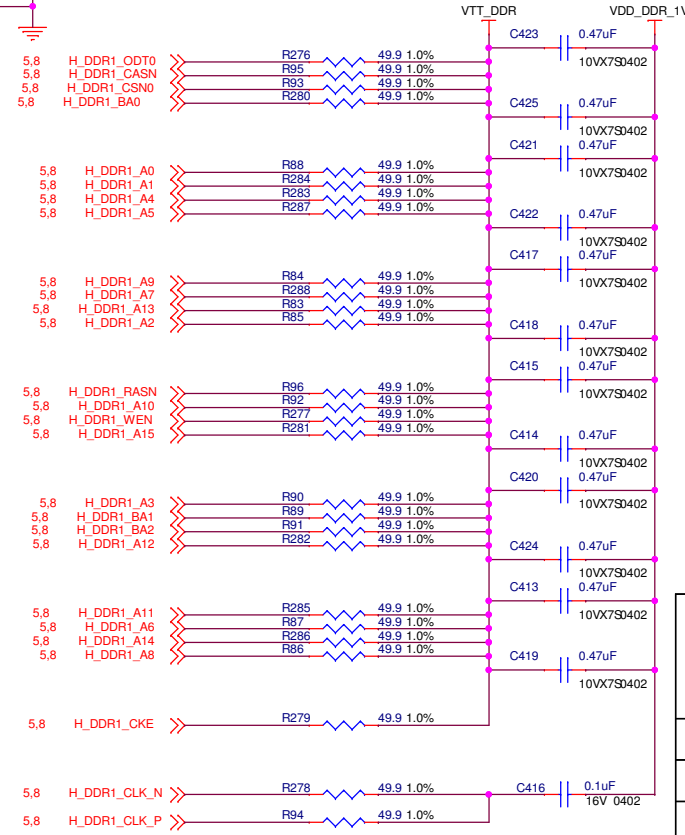 VTT_DDR VDD_DDR_1V
C423 0.47uF
10VX7S0402
5,8 H_DDR1_ODT0 R276 49.9 1.0%
5,8 H_DDR1_CASN R95 49.9 1.0%
5,8 H_DDR1_CSN0 R93 49.9 1.0%
5,8 H_DDR1_BA0 R280 49.9 1.0%
C425 0.47uF
10VX7S0402
C421 0.47uF
10VX7S0402
5,8 H_DDR1_A0 R88 49.9 1.0%
5,8 H_DDR1_A1 R284 49.9 1.0%
5,8 H_DDR1_A4 R283 49.9 1.0%
5,8 H_DDR1_A5 R287 49.9 1.0%
C422 0.47uF
10VX7S0402
C417 0.47uF
10VX7S0402
5,8 H_DDR1_A9 R84 49.9 1.0%
5,8 H_DDR1_A7 R288 49.9 1.0%
5,8 H_DDR1_A13 R83 49.9 1.0%
5,8 H_DDR1_A2 R85 49.9 1.0%
C418 0.47uF
10VX7S0402
C415 0.47uF
10VX7S0402
5,8 H_DDR1_RASN R96 49.9 1.0%
5,8 H_DDR1_A10 R92 49.9 1.0%
5,8 H_DDR1_WEN R277 49.9 1.0%
5,8 H_DDR1_A15 R281 49.9 1.0%
C414 0.47uF
10VX7S0402
C420 0.47uF
10VX7S0402
5,8 H_DDR1_A3 R90 49.9 1.0%
5,8 H_DDR1_BA1 R89 49.9 1.0%
5,8 H_DDR1_BA2 R91 49.9 1.0%
5,8 H_DDR1_A12 R282 49.9 1.0%
C424 0.47uF
10VX7S0402
C413 0.47uF
10VX7S0402
5,8 H_DDR1_A11 R285 49.9 1.0%
5,8 H_DDR1_A6 R87 49.9 1.0%
5,8 H_DDR1_A14 R286 49.9 1.0%
5,8 H_DDR1_A8 R86 49.9 1.0%
C419 0.47uF
10VX7S0402
5,8 H_DDR1_CKE R279 49.9 1.0%
5,8 H_DDR1_CLK_N R278 49.9 1.0%
C416 0.1uF
16V 0402
5,8 H_DDR1_CLK_P R94 49.9 1.0%